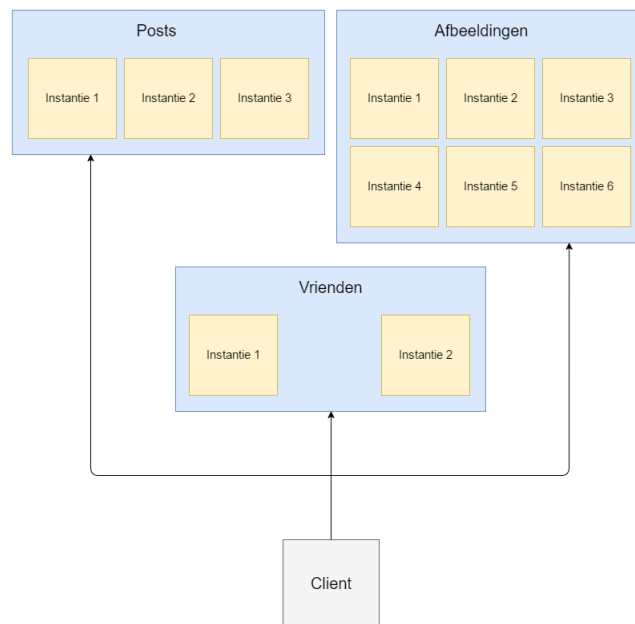 Posts
Instantie 1
Instantie 2
Instantie 3
Afbeeldingen
Instantie 1
Instantie 2
Instantie 3
Instantie 4
Instantie 5
Instantie 6
Vrienden
Instantie 1
Instantie 2
Client